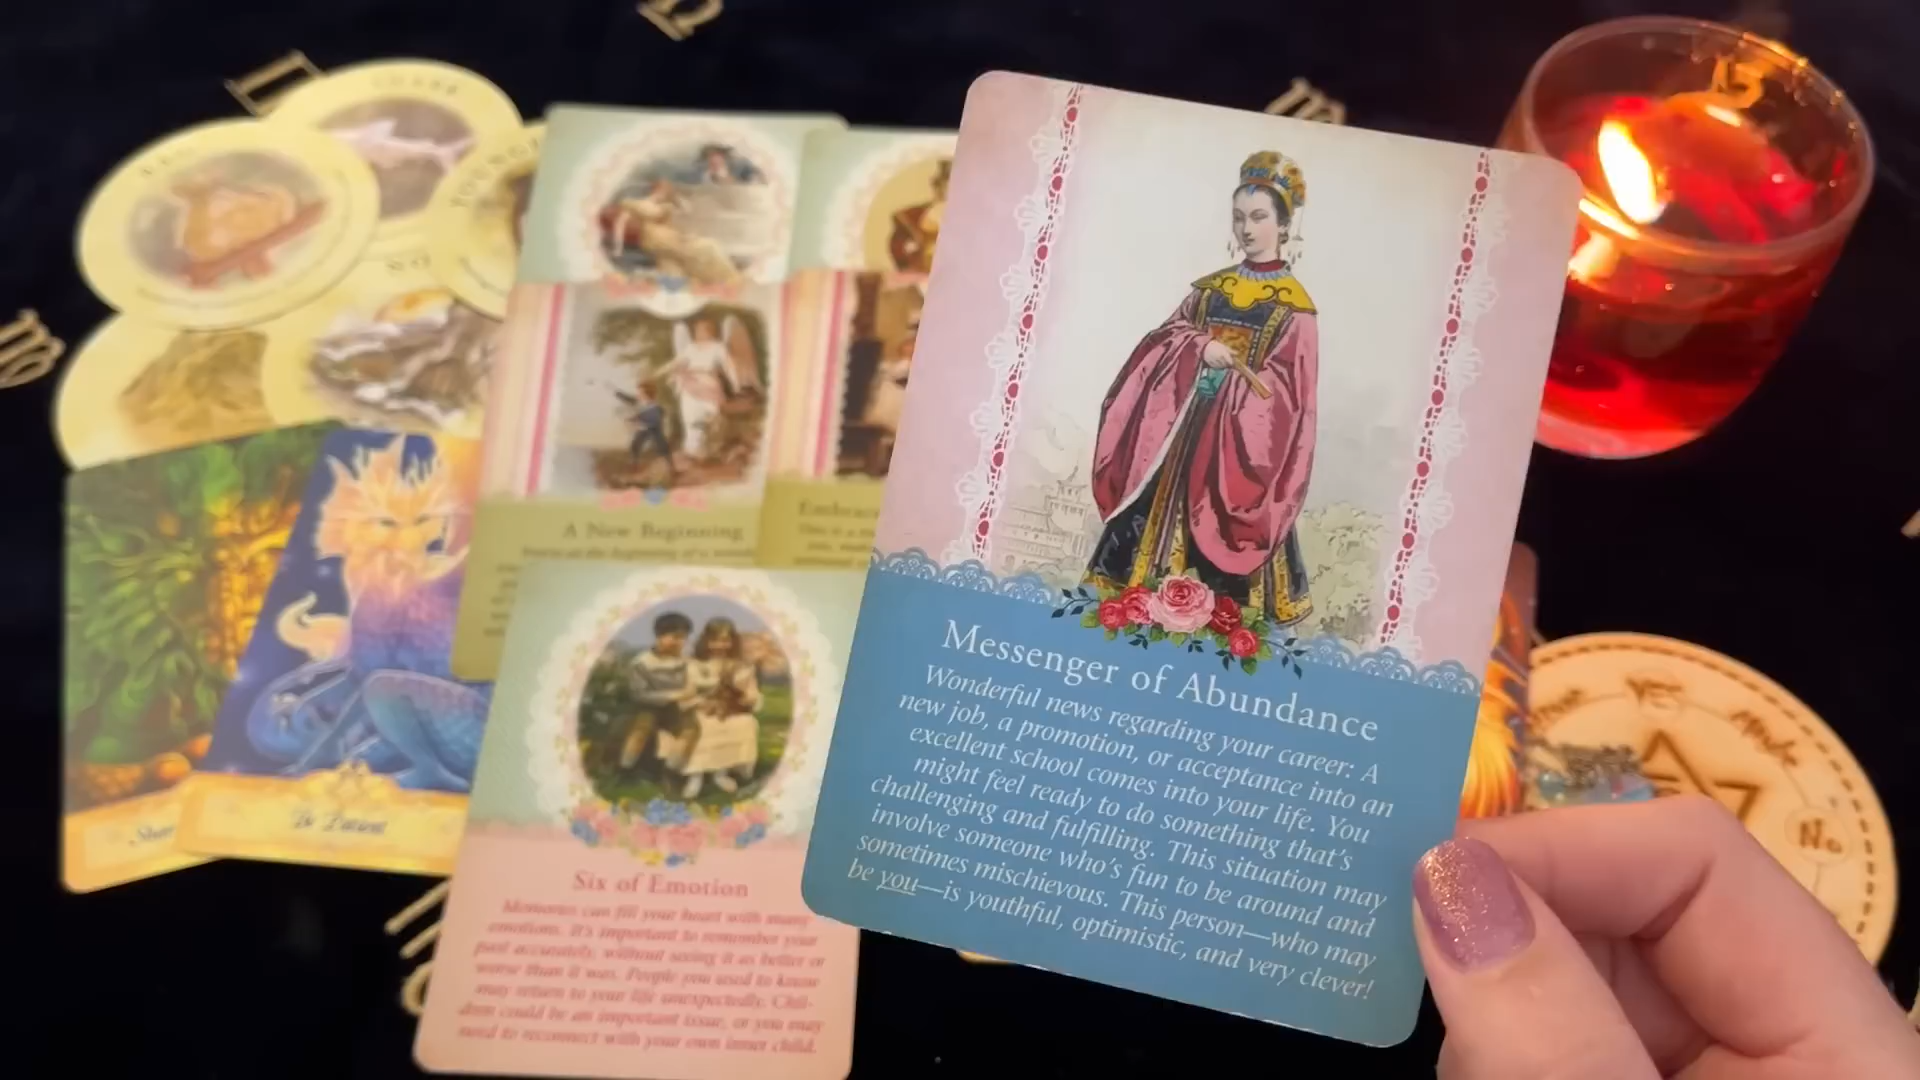 Messenger of Abundance
Wonderful news regarding your career: A
new job, a promotion, or acceptance into an
excellent school comes into your life. You
might feel ready to do something that's
challenging and fulfilling. This situation may
involve someone who's fun to be around and
sometimes mischievous. This person—who may
be you—is youthful, optimistic, and very clever!
A New Beginning
Six of Emotion
Memories can fill your heart with many
emotions. It's important to remember your
past accurately, without seeing it as better or
worse than it was. People you used to know
may return to your life unexpectedly. Chil-
dren could be an important issue, or you may
need to reconnect with your own inner child.
Be Patient
Yes
Maybe
No